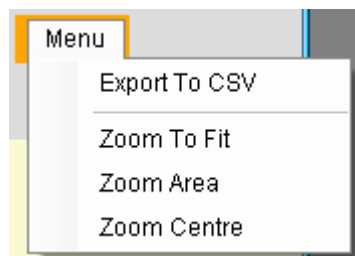 Menu
Export To CSV
Zoom To Fit
Zoom Area
Zoom Centre